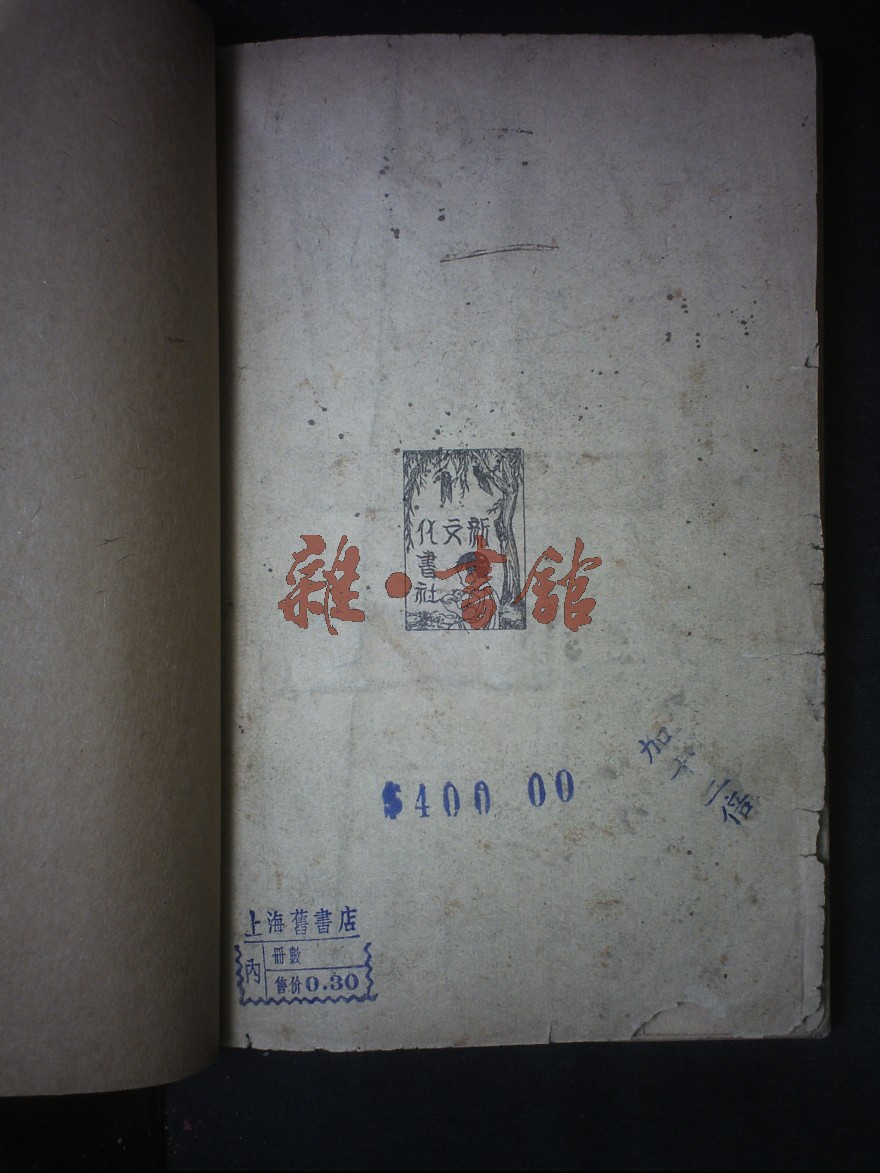 新文化
書社
雜·書館
$400 00
加十二倍
上海舊書店
内
冊數
售价0.30